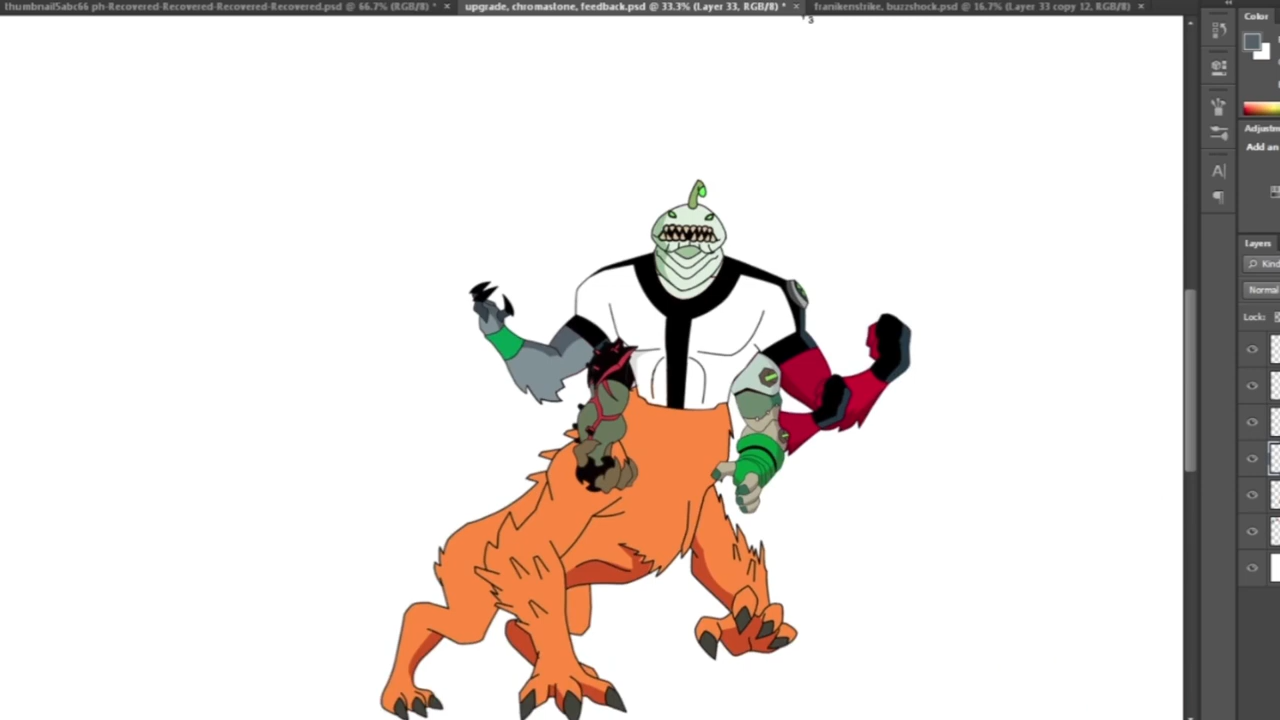 thumbnail5abc66 ph-Recovered-Recovered-Recovered-Recovered.psd @ 66.7% (RGB/8) * ×
upgrade, chromastone, feedback.psd @ 33.3% (Layer 33, RGB/8) * ×
franikenstrike, buzzshock.psd @ 16.7% (Layer 33 copy 12, RGB/8) ×
Color
Adjustm
Add an
A|
Layers
Kind
Normal
Lock: